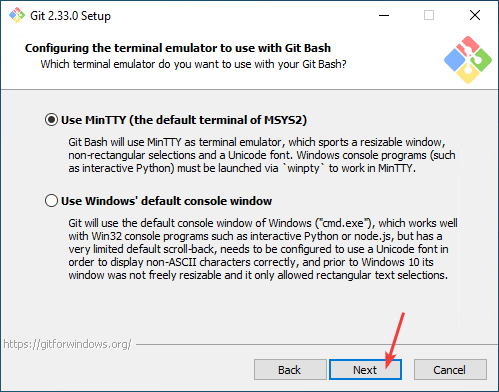 Git 2.33.0 Setup
Configuring the terminal emulator to use with Git Bash
Which terminal emulator do you want to use with your Git Bash?
Use MinTTY (the default terminal of MSYS2)
Git Bash will use MinTTY as terminal emulator, which sports a resizable window,
non-rectangular selections and a Unicode font. Windows console programs (such
as interactive Python) must be launched via `winpty` to work in MinTTY.
Use Windows' default console window
Git will use the default console window of Windows ("cmd.exe"), which works well
with Win32 console programs such as interactive Python or node.js, but has a
very limited default scroll-back, needs to be configured to use a Unicode font in
order to display non-ASCII characters correctly, and prior to Windows 10 its
window was not freely resizable and it only allowed rectangular text selections.
https://gitforwindows.org/
Back
Next
Cancel